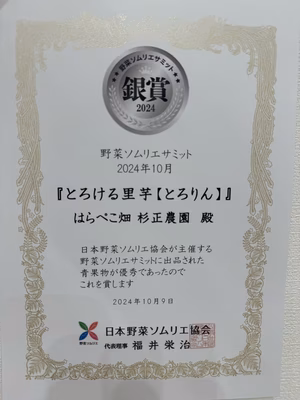 野菜ソムリエサミット
銀賞
2024
野菜ソムリエサミット
2024年10月
『とろける里芋【とろりん】』
はらぺこ畑 杉正農園 殿
日本野菜ソムリエ協会が主催する
野菜ソムリエサミットに出品された
青果物が優秀であったので
これを賞します
2024年10月9日
日本野菜ソムリエ協会
代表理事 福井栄治